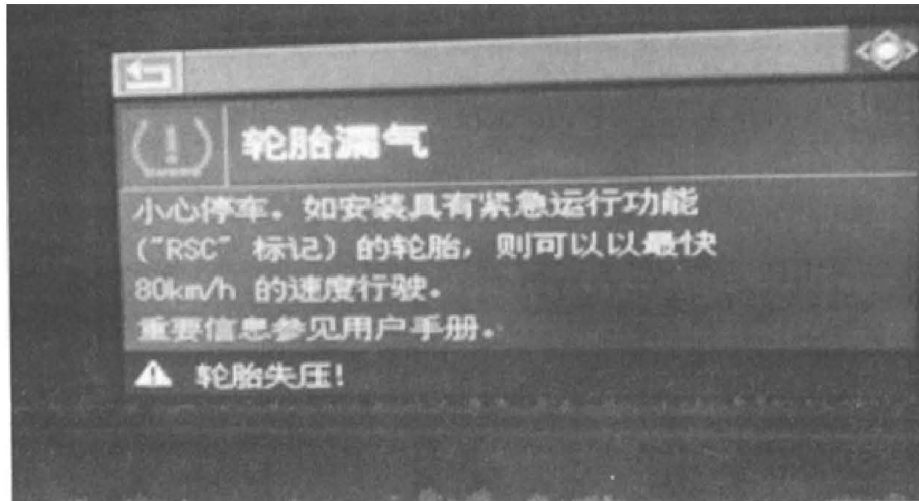 轮胎漏气
小心停车。如安装具有紧急运行功能
("RSC" 标记) 的轮胎, 则可以以最快
80km/h 的速度行驶。
重要信息参见用户手册。
轮胎失压!